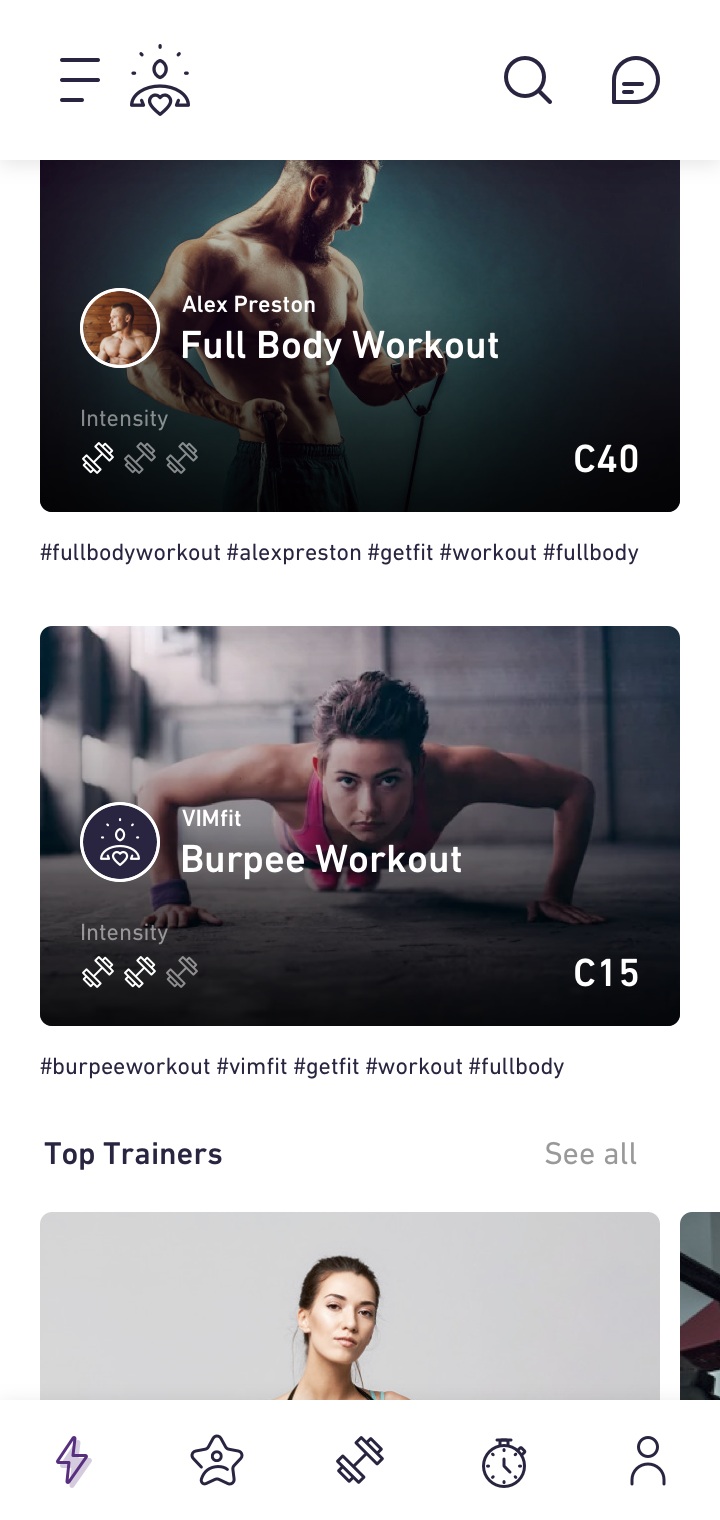 Alex Preston
Full Body Workout
Intensity
C40
#fullbodyworkout #alexpreston #getfit #workout #fullbody
VIMfit
Burpee Workout
Intensity
C15
#burpeeworkout #vimfit #getfit #workout #fullbody
Top Trainers
See all